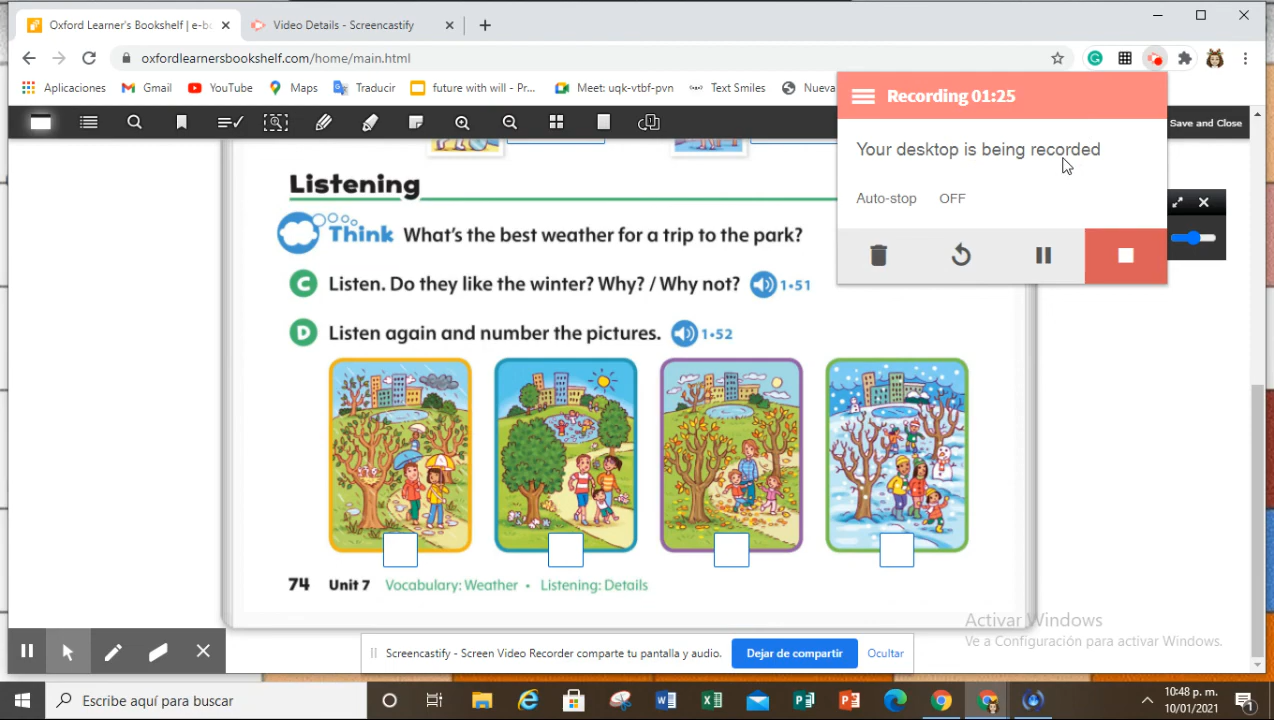 Oxford Learner's Bookshelf | e-bo
Video Details - Screencastify
oxfordlearnersbookshelf.com/home/main.html
Aplicaciones Gmail YouTube Maps Traducir future with will - Pr... Meet: uqk-vtbf-pvn Text Smiles Nueva
Recording 01:25
Save and Close
Your desktop is being recorded
Auto-stop OFF
Listening
Think What's the best weather for a trip to the park?
C Listen. Do they like the winter? Why? / Why not? 1•51
D Listen again and number the pictures. 1•52
74 Unit 7 Vocabulary: Weather • Listening: Details
Activar Windows
Ve a Configuración para activar Windows.
Screencastify - Screen Video Recorder comparte tu pantalla y audio. Dejar de compartir Ocultar
Escribe aquí para buscar
10:48 p. m.
10/01/2021